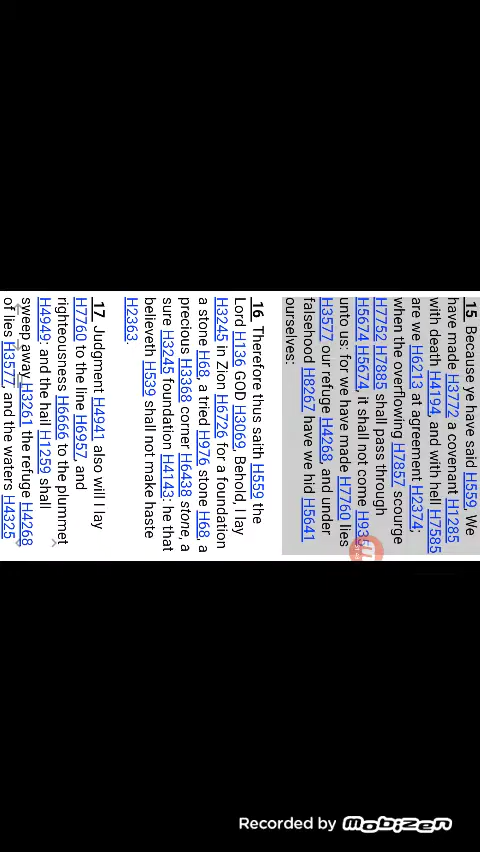 15 Because ye have said H559, We
have made H3772 a covenant H1285
with death H4194, and with hell H7585
are we H6213 at agreement H2374;
when the overflowing H7857 scourge
H7752 H7885 shall pass through
H5674 H5674, it shall not come H935
unto us: for we have made H7760 lies
H3577 our refuge H4268, and under
falsehood H8267 have we hid H5641
ourselves:
16 Therefore thus saith H559 the
Lord H136 GOD H3069, Behold, I lay
H3245 in Zion H6726 for a foundation
a stone H68, a tried H976 stone H68, a
precious H3368 corner H6438 stone, a
sure H3245 foundation H4143: he that
believeth H539 shall not make haste
H2363.
17 Judgment H4941 also will I lay
H7760 to the line H6957, and
righteousness H6666 to the plummet
H4949: and the hail H1259 shall
sweep away H3261 the refuge H4268
of lies H3577, and the waters H4325
Recorded by Mobizen